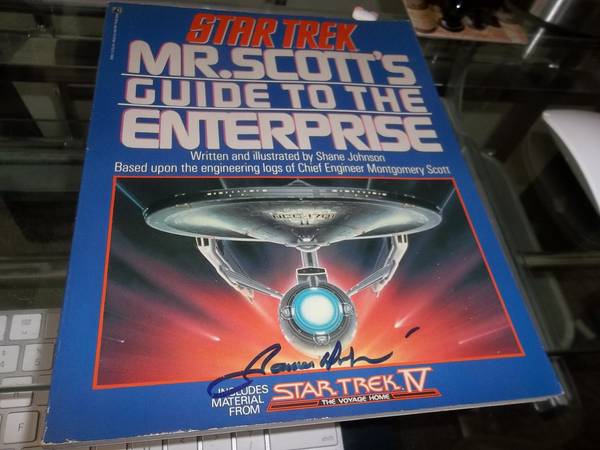 STAR TREK
MR. SCOTT'S
GUIDE TO THE
ENTERPRISE
Written and illustrated by Shane Johnson
Based upon the engineering logs of Chief Engineer Montgomery Scott
NCC-1701
INCLUDES
MATERIAL
FROM
STAR TREK IV
THE VOYAGE HOME